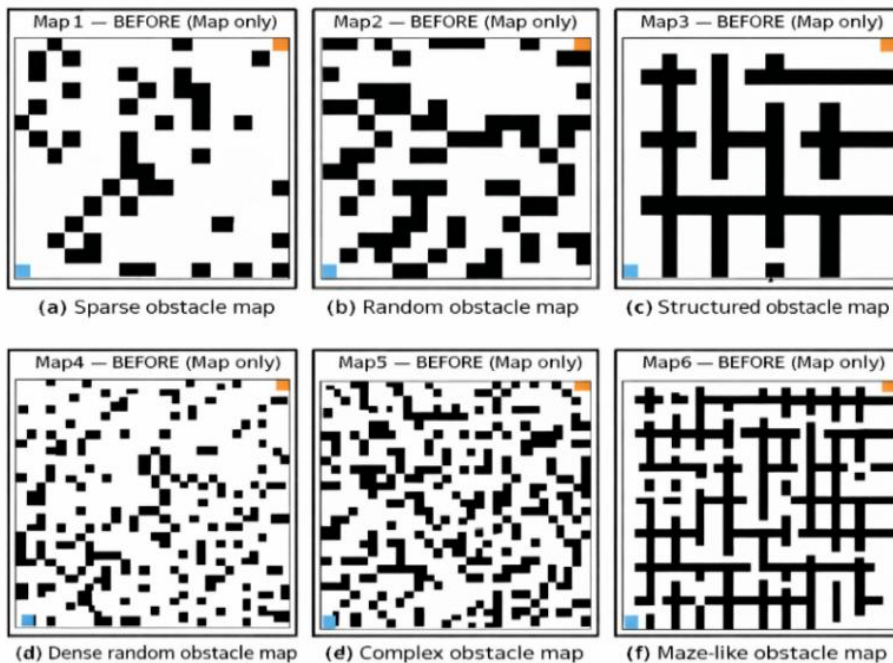 Map1 — BEFORE (Map only)
Map2 — BEFORE (Map only)
Map3 — BEFORE (Map only)
(a) Sparse obstacle map
(b) Random obstacle map
(c) Structured obstacle map
Map4 — BEFORE (Map only)
Map5 — BEFORE (Map only)
Map6 — BEFORE (Map only)
(d) Dense random obstacle map
(d) Complex obstacle map
(f) Maze-like obstacle map